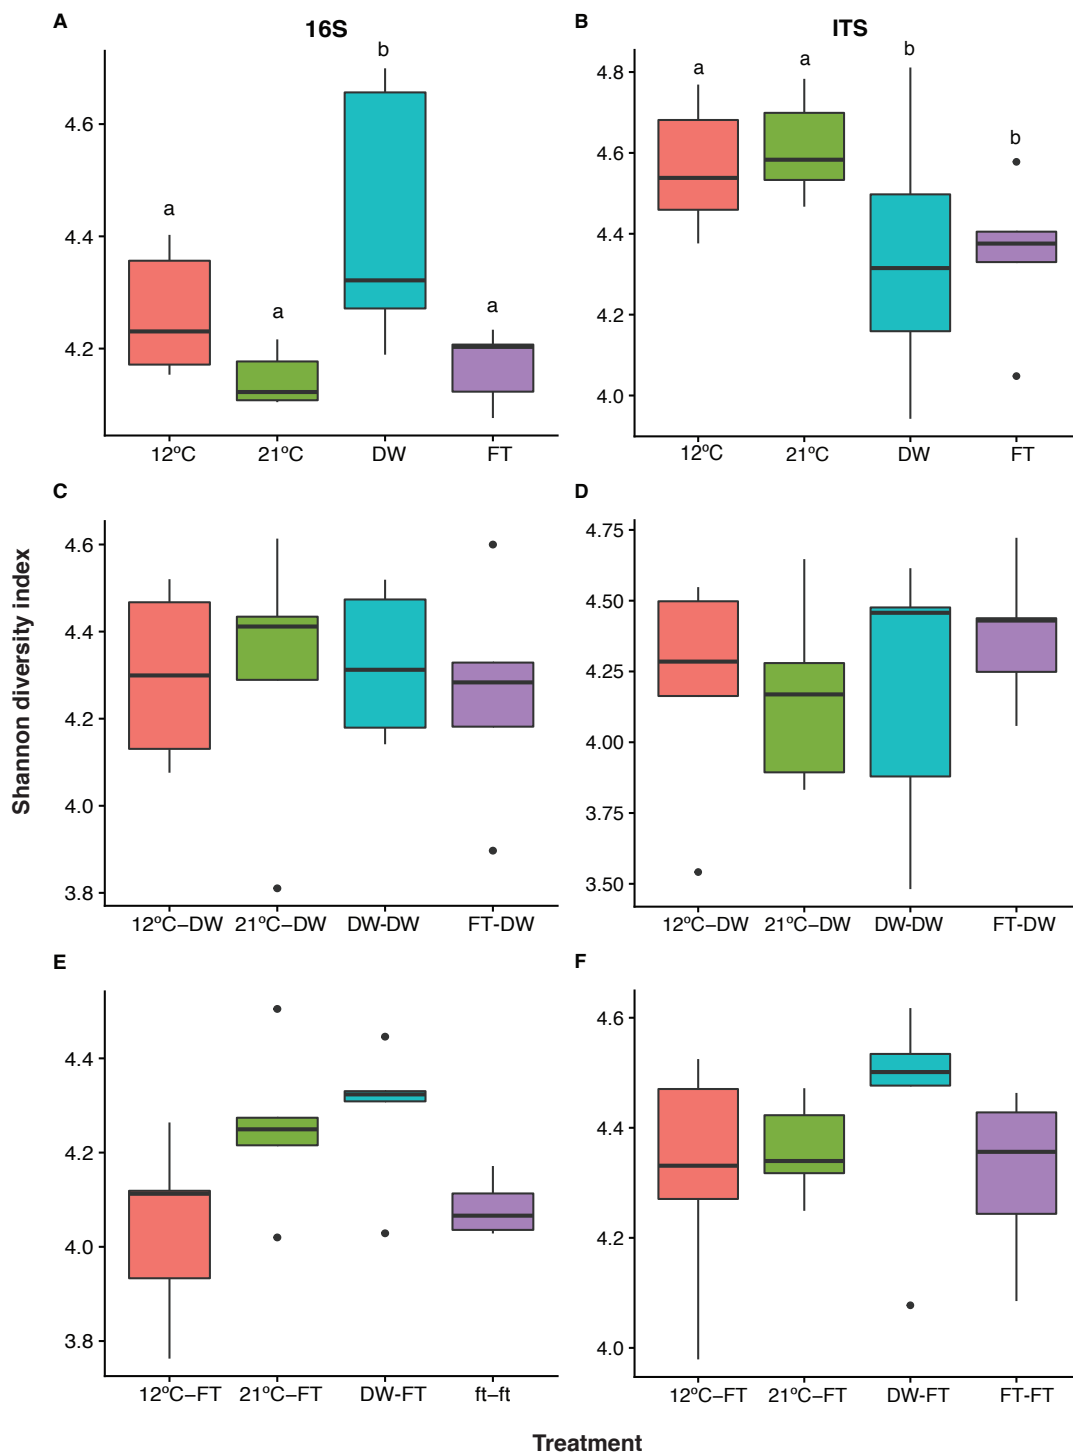 A
16S
B
ITS
b
a
a
a
4.6
4.4
4.2
12ºC
21ºC
DW
FT
a
a
b
b
4.8
4.6
4.4
4.2
4.0
12ºC
21ºC
DW
FT
C
4.6
4.4
4.2
4.0
3.8
12ºC–DW
21ºC–DW
DW-DW
FT-DW
D
4.75
4.50
4.25
4.00
3.75
3.50
12ºC–DW
21ºC–DW
DW-DW
FT-DW
Shannon diversity index
E
4.4
4.2
4.0
3.8
12ºC–FT
21ºC–FT
DW-FT
ft–ft
F
4.6
4.4
4.2
4.0
12ºC–FT
21ºC–FT
DW-FT
FT-FT
Treatment